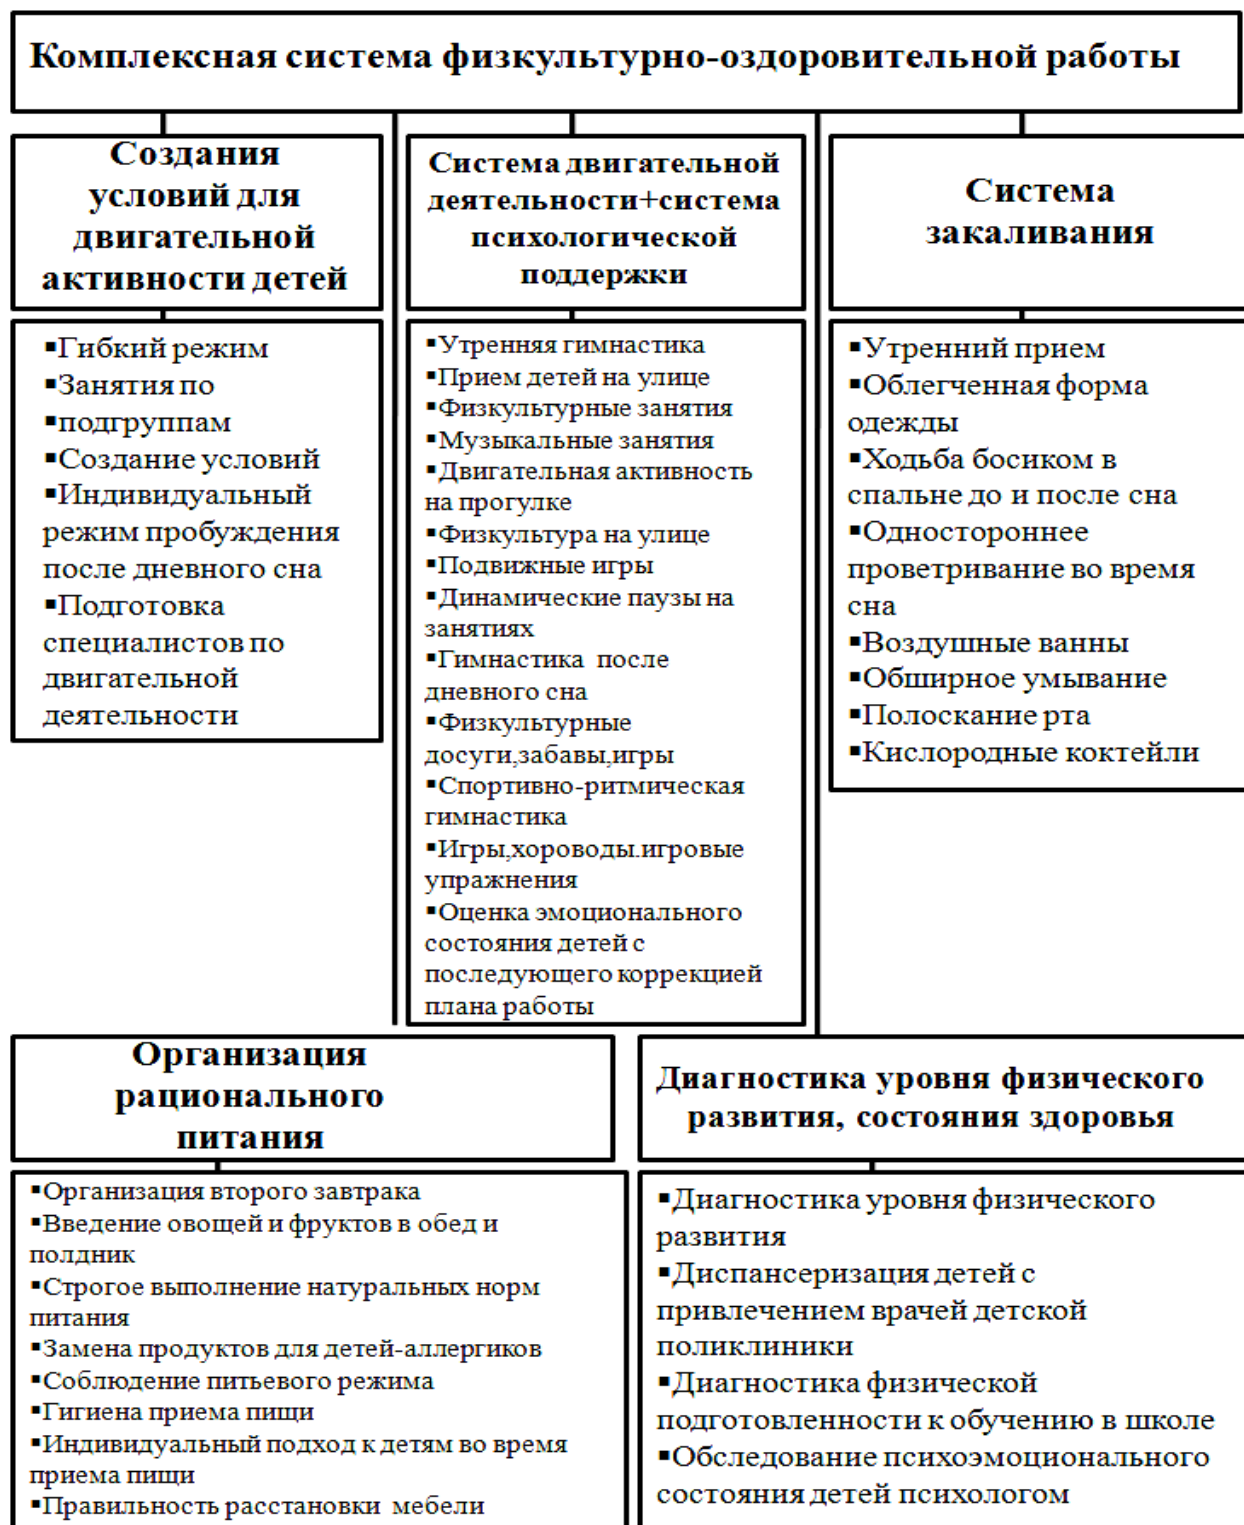 Комплексная система физкультурно-оздоровительной работы
Создания
условий для
двигательной
активности детей
▪Гибкий режим
▪Занятия по
▪подгруппам
▪Создание условий
▪Индивидуальный
режим пробуждения
после дневного сна
▪Подготовка
специалистов по
двигательной
деятельности
Система двигательной
деятельности+система
психологической
поддержки
▪Утренняя гимнастика
▪Прием детей на улице
▪Физкультурные занятия
▪Музыкальные занятия
▪Двигательная активность
на прогулке
▪Физкультура на улице
▪Подвижные игры
▪Динамические паузы на
занятиях
▪Гимнастика после
дневного сна
▪Физкультурные
досуги,забавы,игры
▪Спортивно-ритмическая
гимнастика
▪Игры,хороводы.игровые
упражнения
▪Оценка эмоционального
состояния детей с
последующего коррекцией
плана работы
Система
закаливания
▪Утренний прием
▪Облегченная форма
одежды
▪Ходьба босиком в
спальне до и после сна
▪Одностороннее
проветривание во время
сна
▪Воздушные ванны
▪Обширное умывание
▪Полоскание рта
▪Кислородные коктейли
Организация
рационального
питания
▪Организация второго завтрака
▪Введение овощей и фруктов в обед и
полдник
▪Строгое выполнение натуральных норм
питания
▪Замена продуктов для детей-аллергиков
▪Соблюдение питьевого режима
▪Гигиена приема пищи
▪Индивидуальный подход к детям во время
приема пищи
▪Правильность расстановки мебели
Диагностика уровня физического
развития, состояния здоровья
▪Диагностика уровня физического
развития
▪Диспансеризация детей с
привлечением врачей детской
поликлиники
▪Диагностика физической
подготовленности к обучению в школе
▪Обследование психоэмоционального
состояния детей психологом